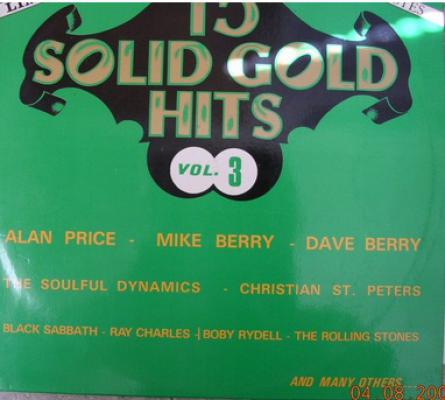 15
SOLID GOLD
HITS
VOL. 3
ALAN PRICE - MIKE BERRY - DAVE BERRY
THE SOULFUL DYNAMICS - CHRISTIAN ST. PETERS
BLACK SABBATH - RAY CHARLES - BOBY RYDELL - THE ROLLING STONES
AND MANY OTHERS......